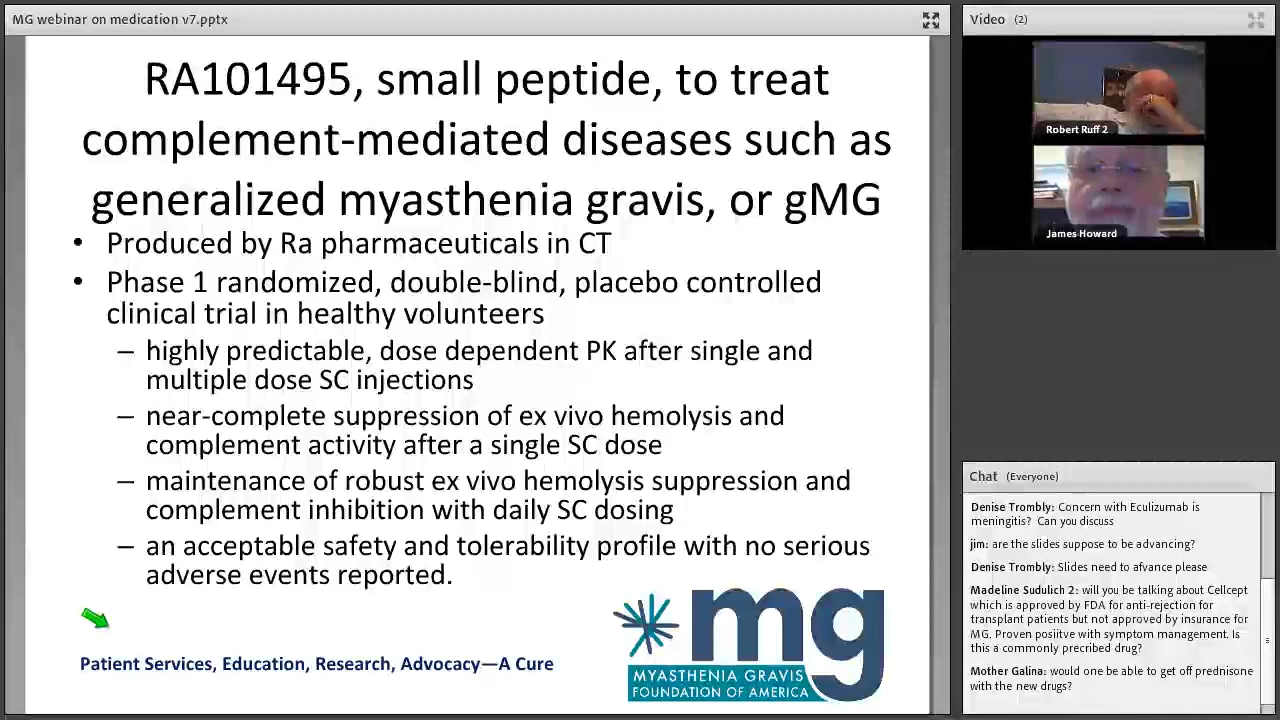 MG webinar on medication v7.pptx
RA101495, small peptide, to treat
complement-mediated diseases such as
generalized myasthenia gravis, or gMG
• Produced by Ra pharmaceuticals in CT
• Phase 1 randomized, double-blind, placebo controlled
clinical trial in healthy volunteers
– highly predictable, dose dependent PK after single and
multiple dose SC injections
– near-complete suppression of ex vivo hemolysis and
complement activity after a single SC dose
– maintenance of robust ex vivo hemolysis suppression and
complement inhibition with daily SC dosing
– an acceptable safety and tolerability profile with no serious
adverse events reported.
Patient Services, Education, Research, Advocacy—A Cure
mg
MYASTHENIA GRAVIS
FOUNDATION OF AMERICA
Video (2)
Robert Ruff 2
James Howard
Chat (Everyone)
Denise Trombly: Concern with Eculizumab is
meningitis? Can you discuss
jim: are the slides suppose to be advancing?
Denise Trombly: Slides need to afvance please
Madeline Sudulich 2: will you be talking about Cellcept
which is approved by FDA for anti-rejection for
transplant patients but not approved by insurance for
MG. Proven posiitve with symptom management. Is
this a commonly precribed drug?
Mother Galina: would one be able to get off prednisone
with the new drugs?